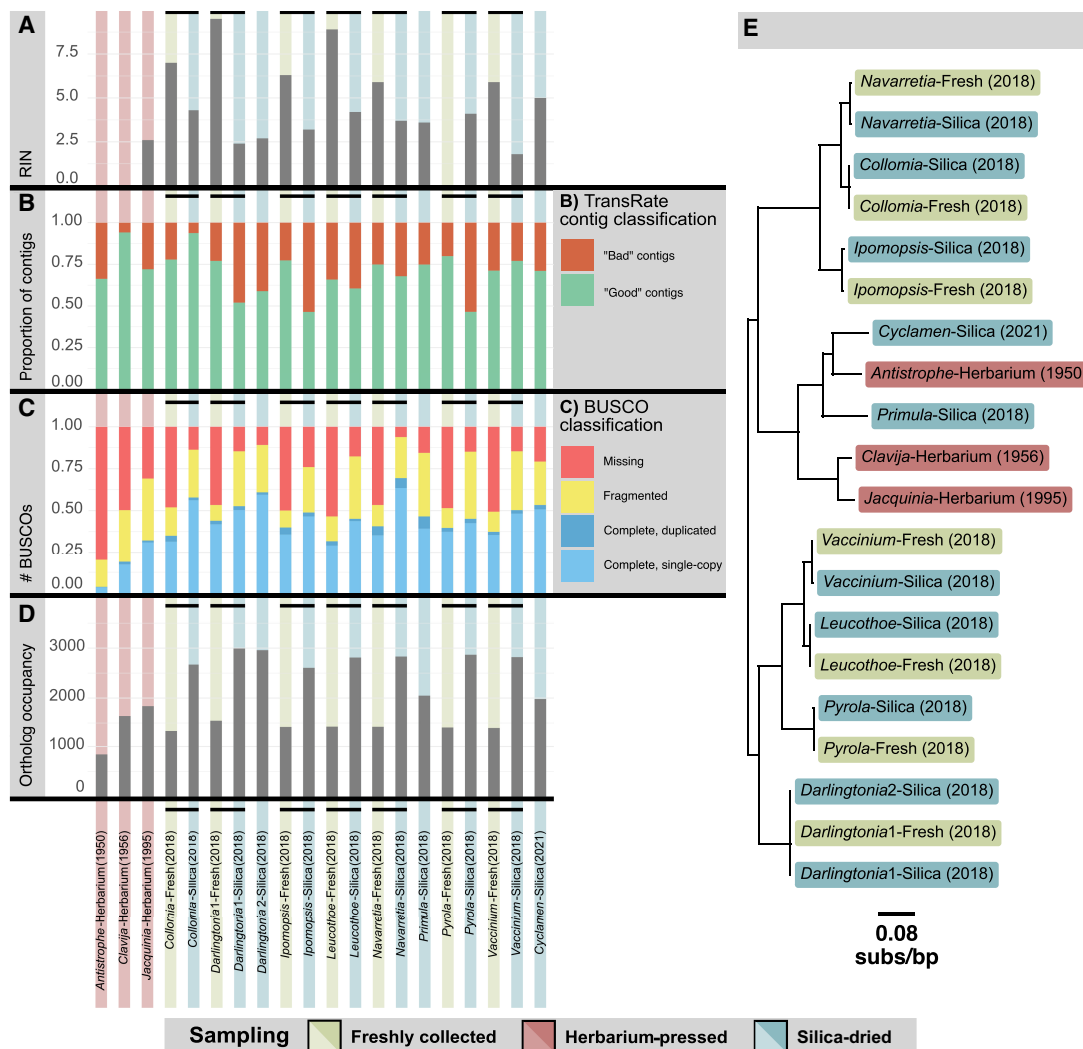 A
7.5
5.0
2.5
0.0
RIN
B
1.00
0.75
0.50
0.25
0.00
Proportion of contigs
B) TransRate
contig classification
"Bad" contigs
"Good" contigs
C
1.00
0.75
0.50
0.25
0.00
# BUSCOs
C) BUSCO
classification
Missing
Fragmented
Complete, duplicated
Complete, single-copy
D
3000
2000
1000
0
Ortholog occupancy
Antistrophe-Herbarium (1950)
Clavija-Herbarium (1956)
Jacquinia-Herbarium (1995)
Collomia-Fresh (2018)
Collomia-Silica (2018)
Darlingtonia1-Fresh (2018)
Darlingtonia1-Silica (2018)
Darlingtonia2-Silica (2018)
Ipomopsis-Fresh (2018)
Ipomopsis-Silica (2018)
Leucothoe-Fresh (2018)
Leucothoe-Silica (2018)
Navarretia-Fresh (2018)
Navarretia-Silica (2018)
Primula-Silica (2018)
Pyrola-Fresh (2018)
Pyrola-Silica (2018)
Vaccinium-Fresh (2018)
Vaccinium-Silica (2018)
Cyclamen-Silica (2021)
E
Navarretia-Fresh (2018)
Navarretia-Silica (2018)
Collomia-Silica (2018)
Collomia-Fresh (2018)
Ipomopsis-Silica (2018)
Ipomopsis-Fresh (2018)
Cyclamen-Silica (2021)
Antistrophe-Herbarium (1950
Primula-Silica (2018)
Clavija-Herbarium (1956)
Jacquinia-Herbarium (1995)
Vaccinium-Fresh (2018)
Vaccinium-Silica (2018)
Leucothoe-Silica (2018)
Leucothoe-Fresh (2018)
Pyrola-Silica (2018)
Pyrola-Fresh (2018)
Darlingtonia2-Silica (2018)
Darlingtonia1-Fresh (2018)
Darlingtonia1-Silica (2018)
0.08
subs/bp
Sampling
Freshly collected
Herbarium-pressed
Silica-dried